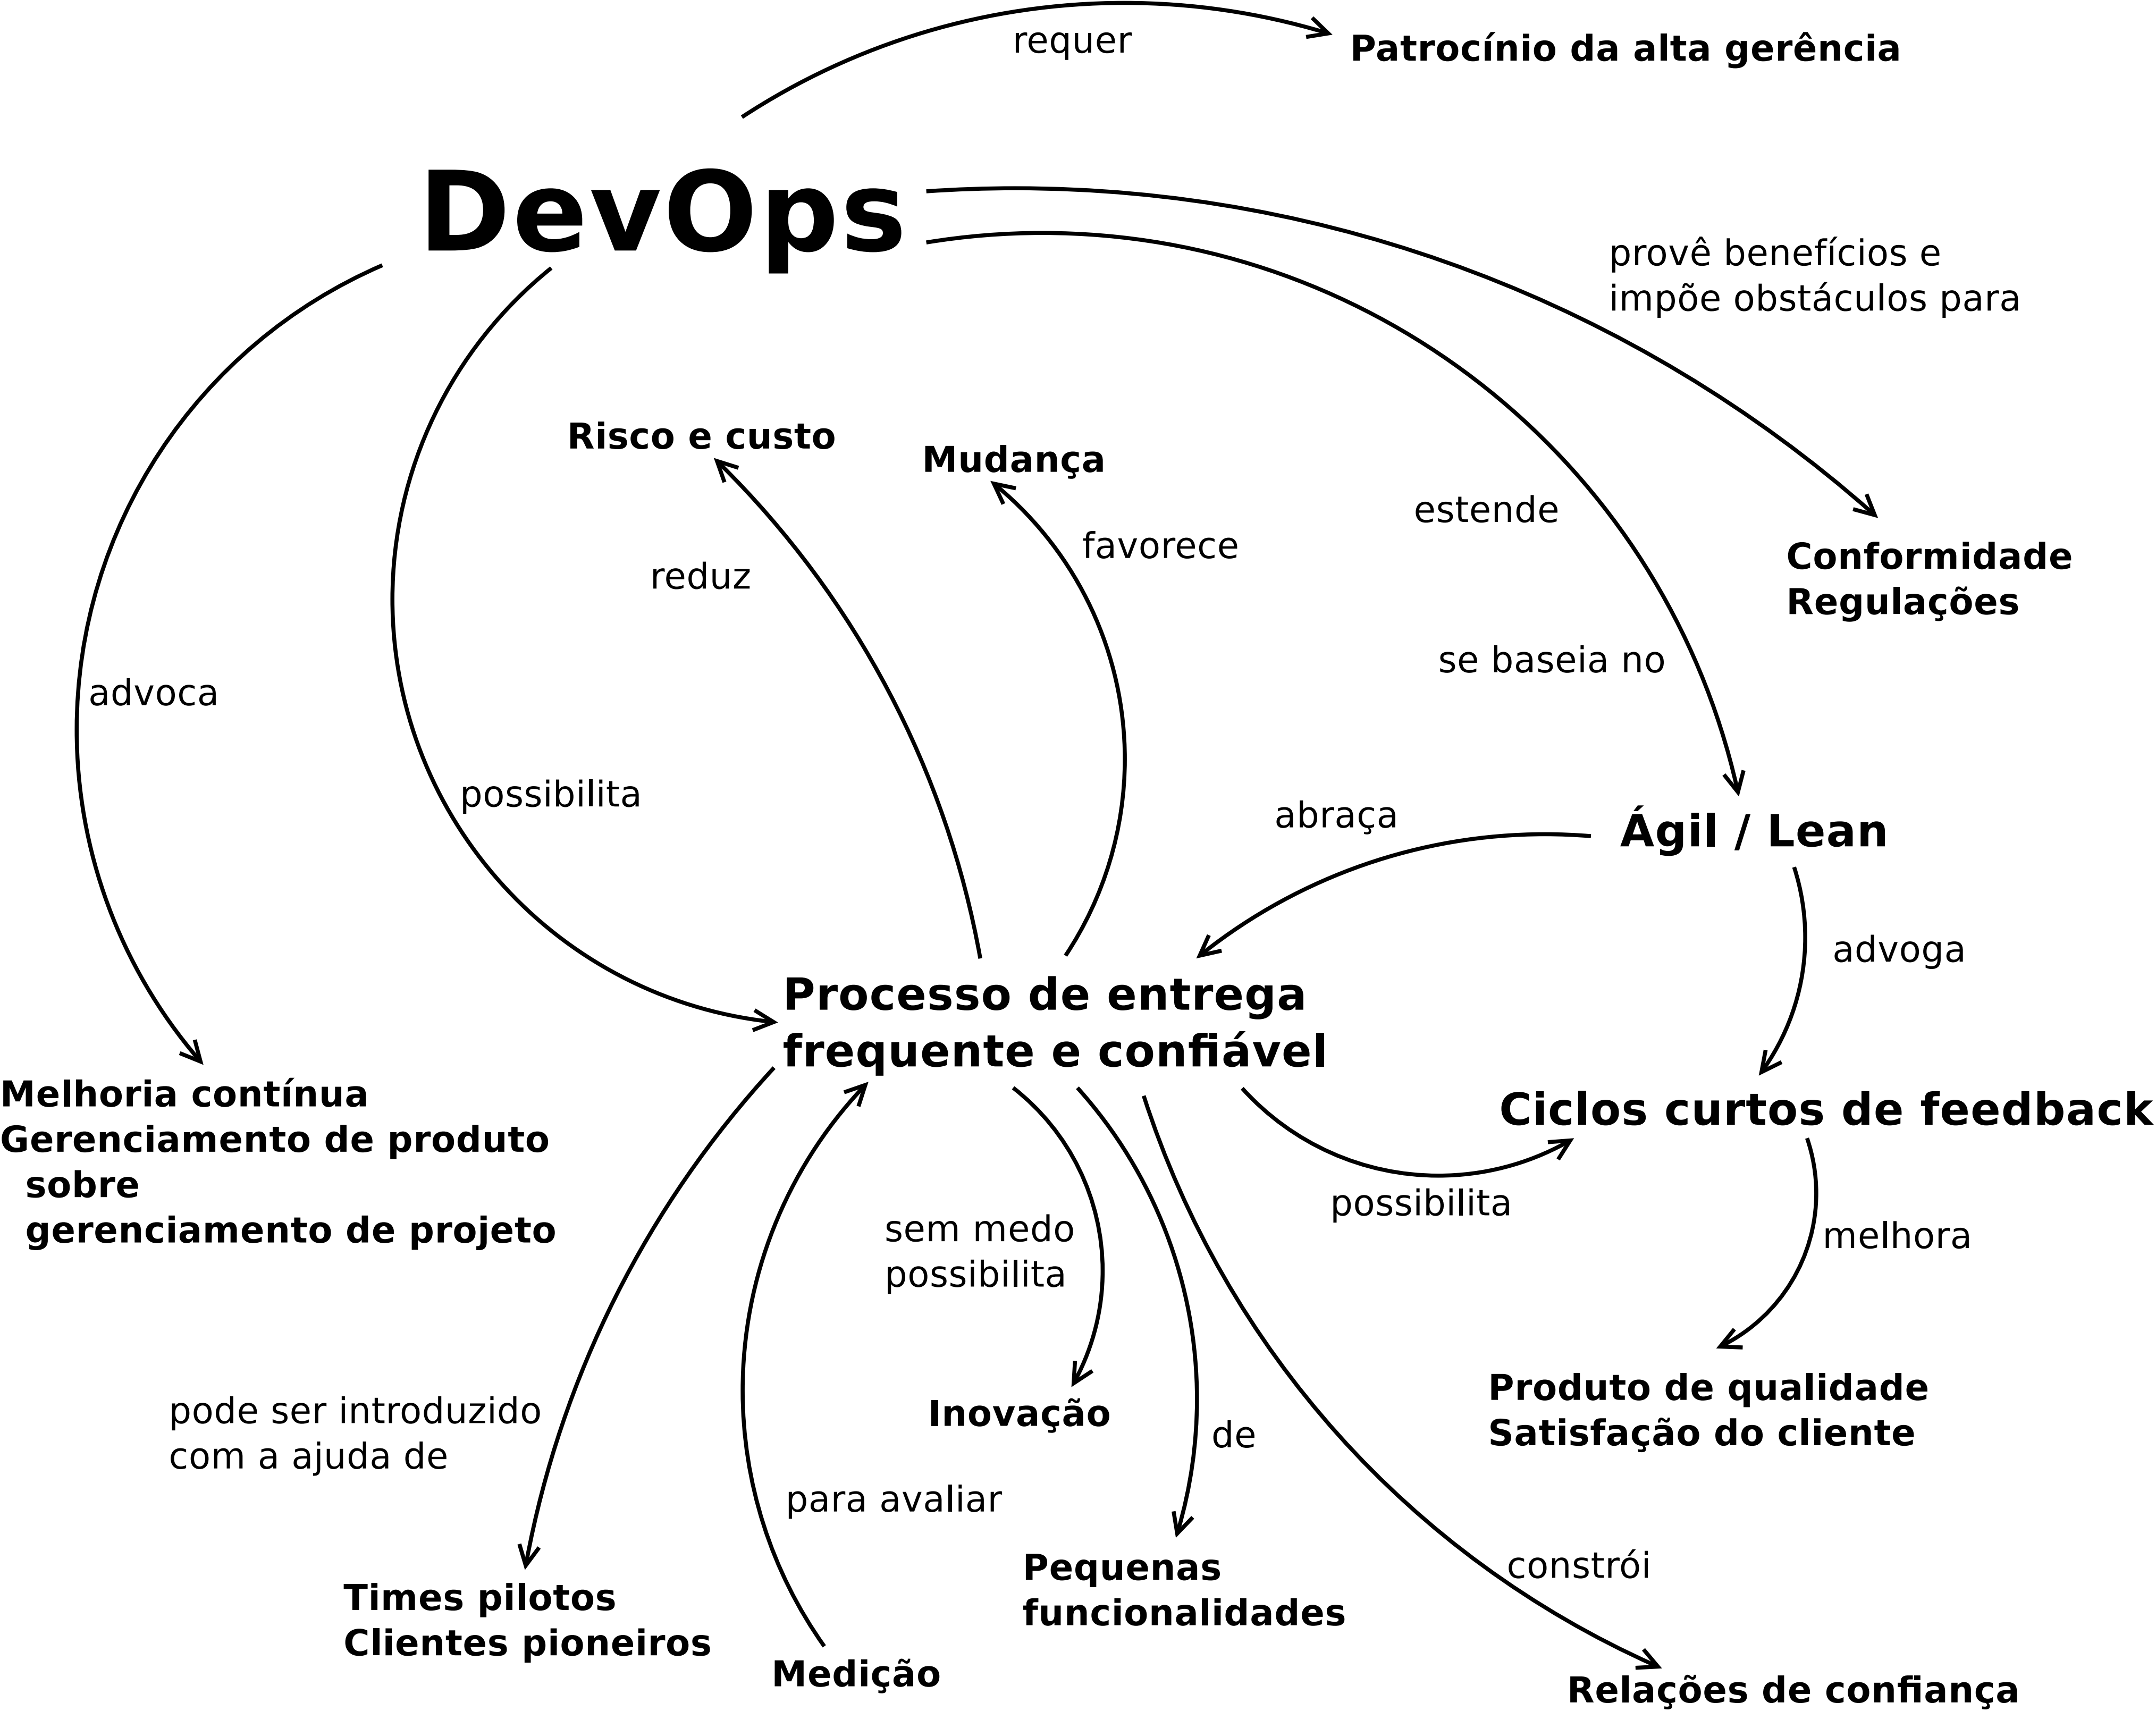 requer
Patrocínio da alta gerência
DevOps
provê benefícios e
impõe obstáculos para
Risco e custo
Mudança
estende
favorece
Conformidade
Regulações
reduz
se baseia no
advoca
possibilita
abraça
Ágil / Lean
advoga
Processo de entrega
frequente e confiável
Melhoria contínua
Gerenciamento de produto
sobre
gerenciamento de projeto
Ciclos curtos de feedback
possibilita
sem medo
possibilita
melhora
Produto de qualidade
Satisfação do cliente
pode ser introduzido
com a ajuda de
Inovação
de
para avaliar
Pequenas
funcionalidades
constrói
Times pilotos
Clientes pioneiros
Medição
Relações de confiança